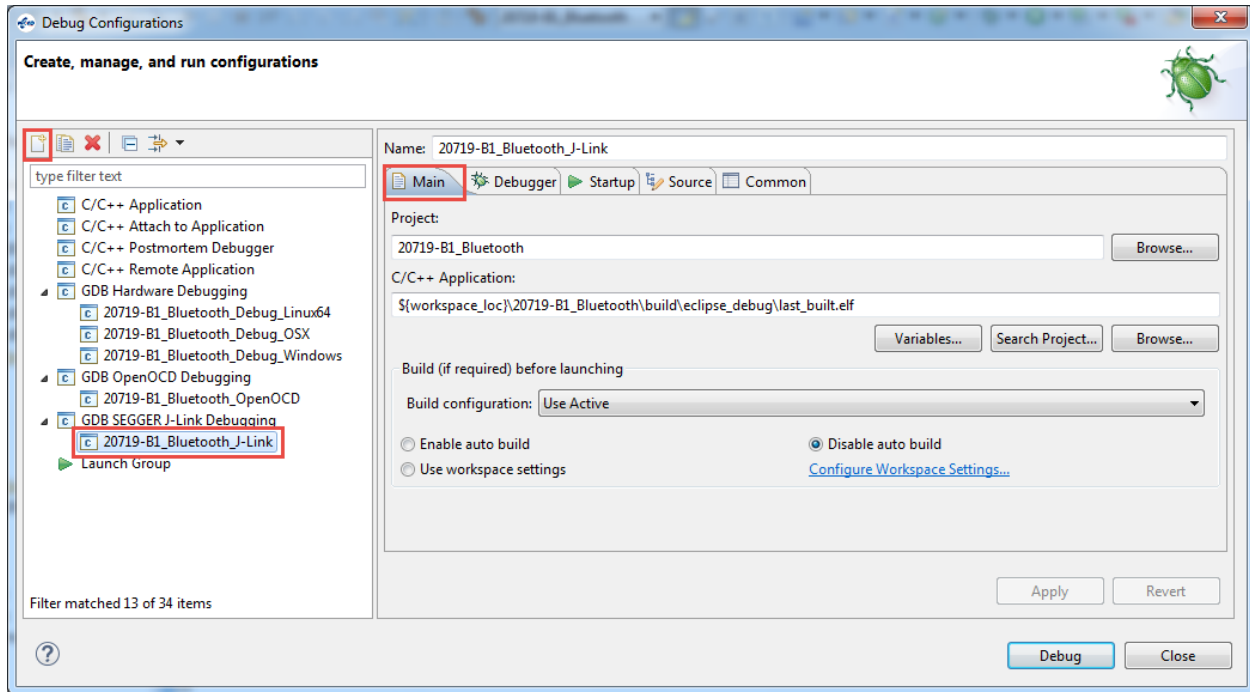 Debug Configurations
Create, manage, and run configurations
type filter text
C/C++ Application
C/C++ Attach to Application
C/C++ Postmortem Debugger
C/C++ Remote Application
GDB Hardware Debugging
20719-B1_Bluetooth_Debug_Linux64
20719-B1_Bluetooth_Debug_OSX
20719-B1_Bluetooth_Debug_Windows
GDB OpenOCD Debugging
20719-B1_Bluetooth_OpenOCD
GDB SEGGER J-Link Debugging
20719-B1_Bluetooth_J-Link
Launch Group
Filter matched 13 of 34 items
Name: 20719-B1_Bluetooth_J-Link
Main Debugger Startup Source Common
Project:
20719-B1_Bluetooth Browse...
C/C++ Application:
${workspace_loc}\20719-B1_Bluetooth\build\eclipse_debug\last_built.elf
Variables... Search Project... Browse...
Build (if required) before launching
Build configuration: Use Active
Enable auto build Disable auto build
Use workspace settings Configure Workspace Settings...
Apply Revert
Debug Close